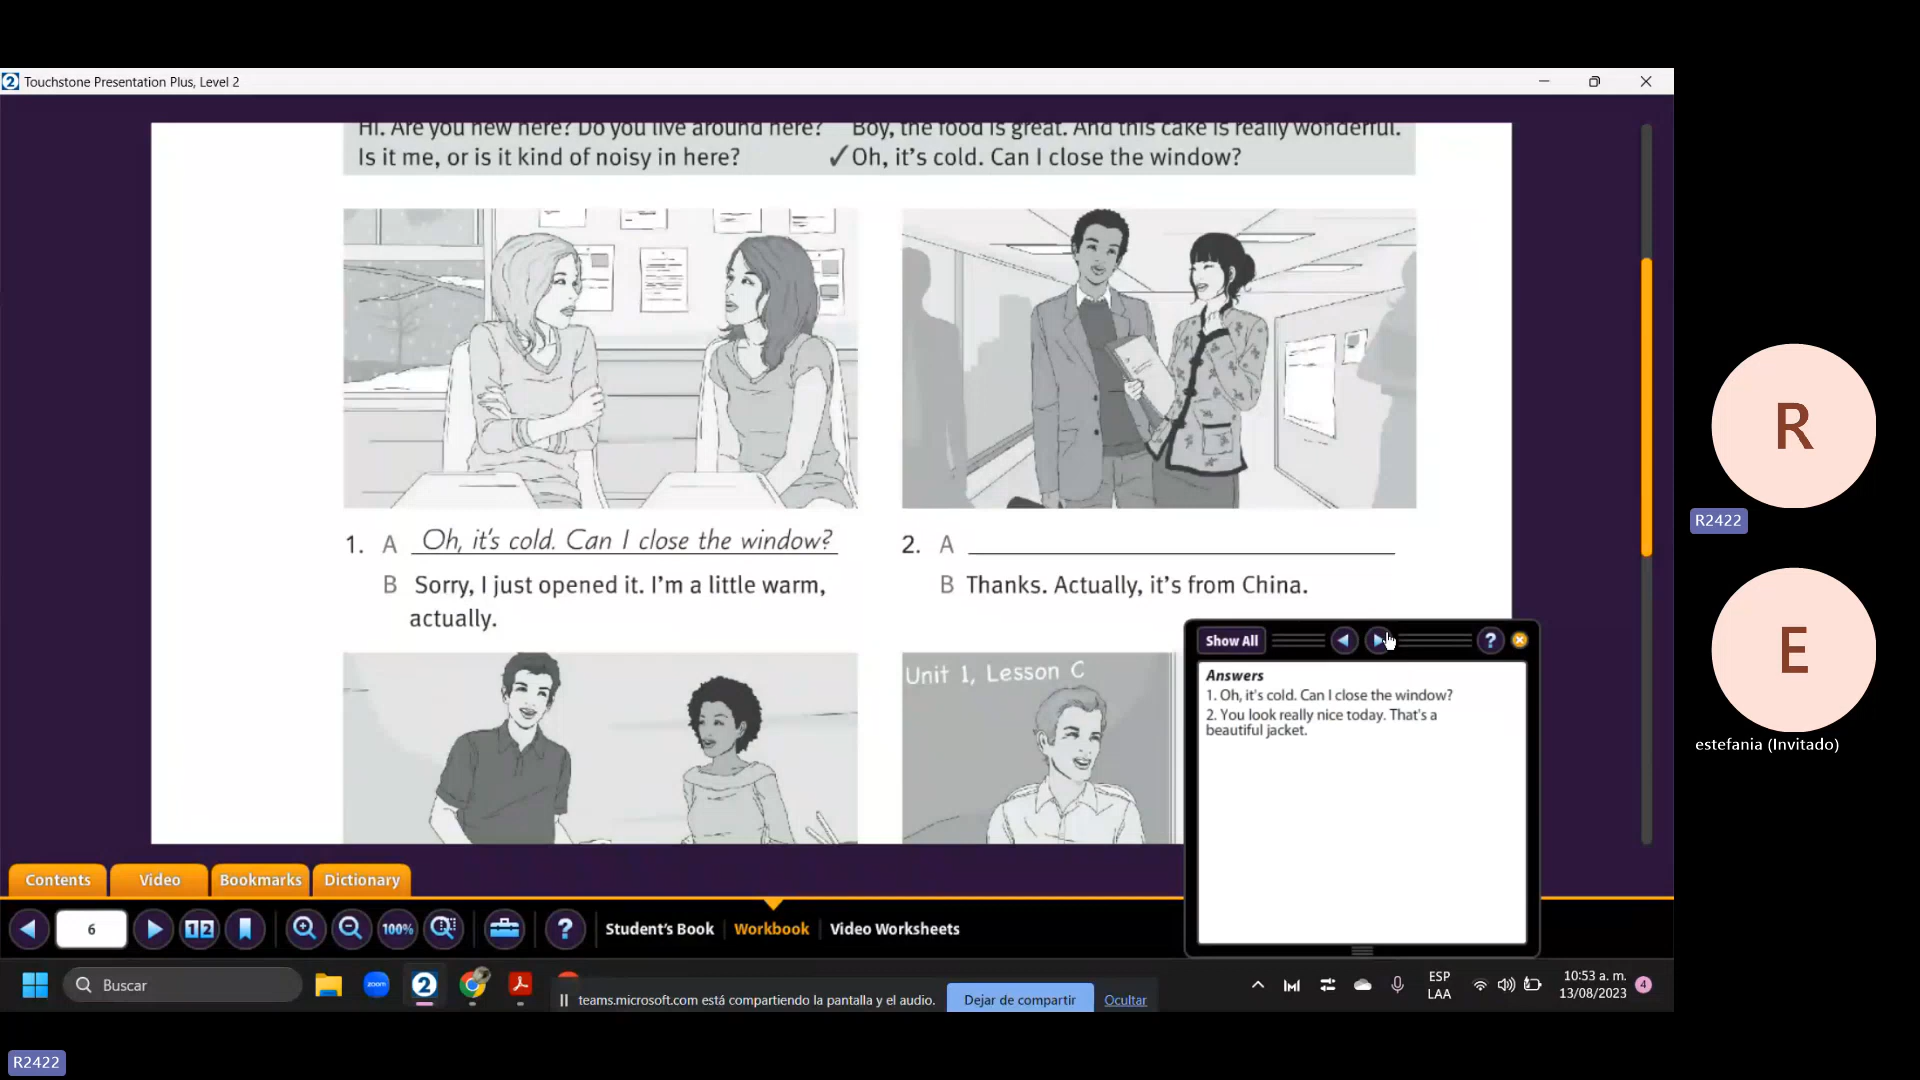 Touchstone Presentation Plus, Level 2
Hi. Are you new here? Do you live around here?
Boy, the food is great. And this cake is really wonderful.
Is it me, or is it kind of noisy in here?
✓Oh, it's cold. Can I close the window?
1. A Oh, it's cold. Can I close the window?
B Sorry, I just opened it. I'm a little warm,
actually.
2. A
B Thanks. Actually, it's from China.
Unit 1, Lesson C
Show All
?
Answers
1. Oh, it's cold. Can I close the window?
2. You look really nice today. That's a
beautiful jacket.
R
R2422
E
estefania (Invitado)
Contents
Video
Bookmarks
Dictionary
6
12
100%
?
Student's Book
Workbook
Video Worksheets
Buscar
zoom
2
teams.microsoft.com está compartiendo la pantalla y el audio.
Dejar de compartir
Ocultar
ESP
LAA
10:53 a. m.
13/08/2023
4
R2422